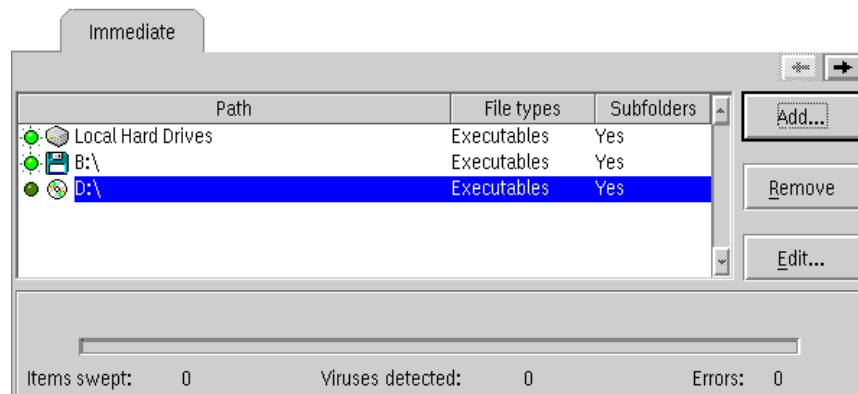 Immediate
Path File types Subfolders
Local Hard Drives Executables Yes
B:\ Executables Yes
D:\ Executables Yes
Add...
Remove
Edit...
Items swept: 0 Viruses detected: 0 Errors: 0